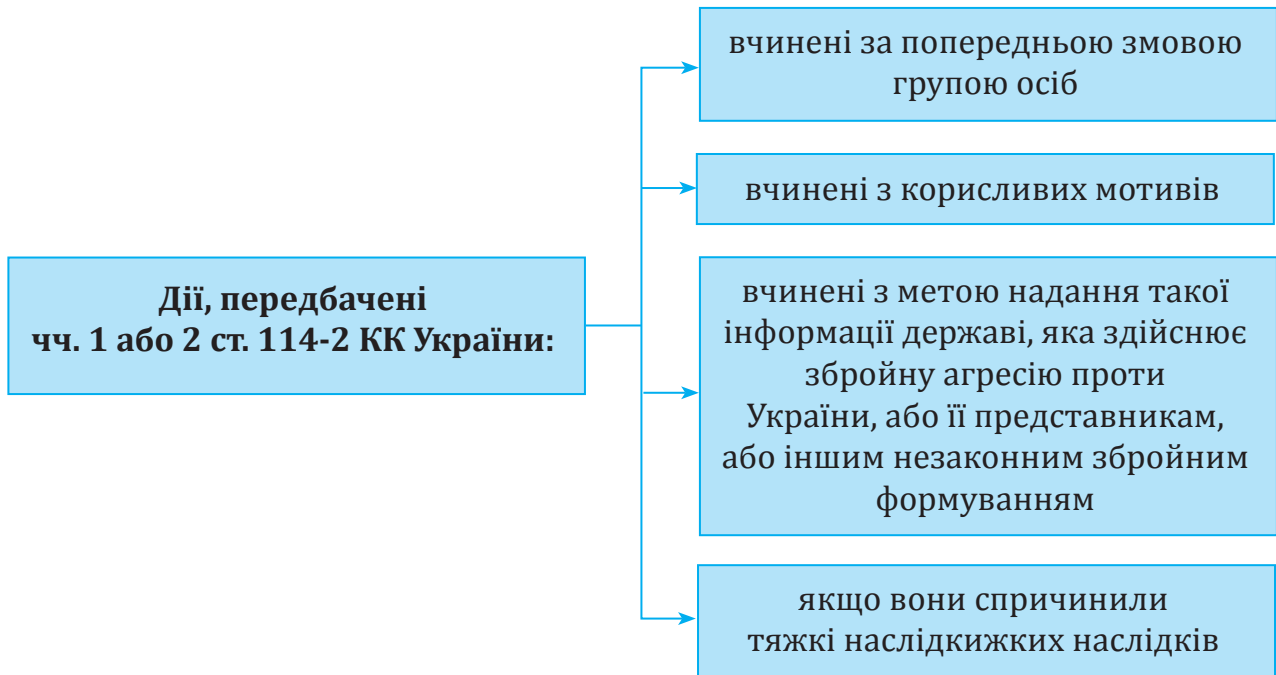 Дії, передбачені
чч. 1 або 2 ст. 114-2 КК України:
вчинені за попередньою змовою
групою осіб
вчинені з корисливих мотивів
вчинені з метою надання такої
інформації державі, яка здійснює
збройну агресію проти
України, або її представникам,
або іншим незаконним збройним
формуванням
якщо вони спричинили
тяжкі наслідкижких наслідків